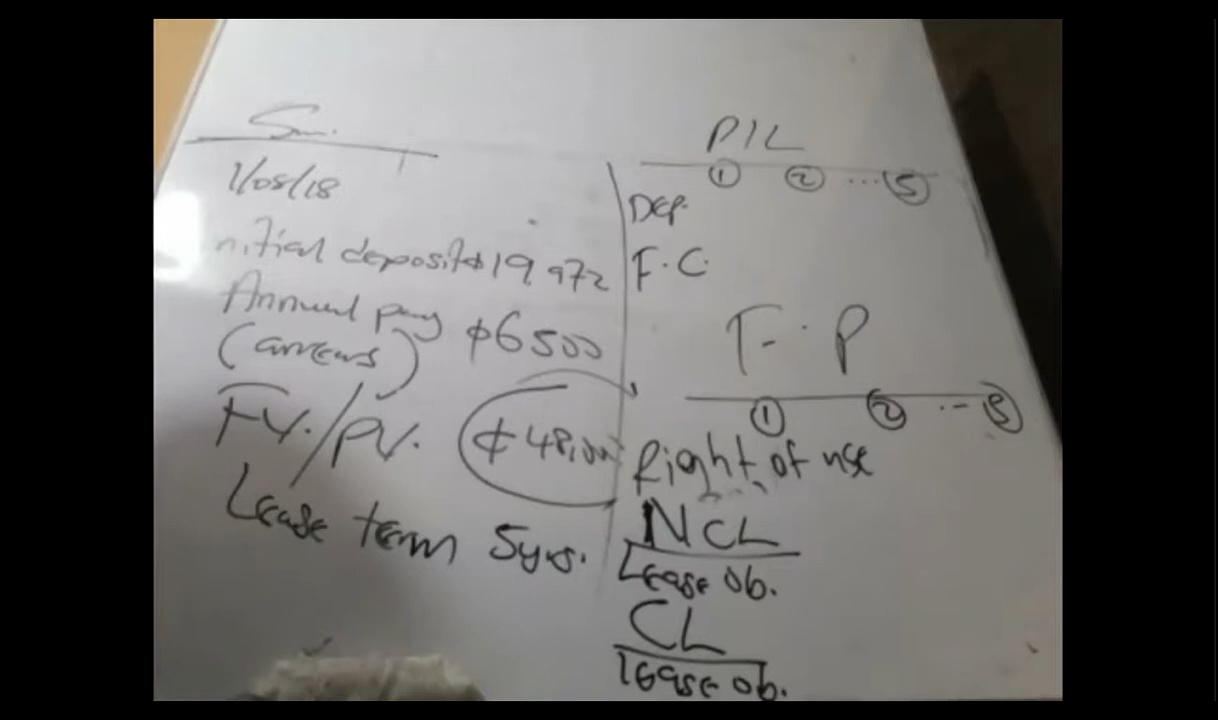 1/05/18
nitial deposit $19,972
Annual pay $6500
(arrears)
FV./PV. ¢48,000
Lease term 5yrs.
P/L
① ② ... ⑤
DEP.
F.C.
F.P
① ② ... ⑤
Right of use
NCL
Lease ob.
CL
lease ob.